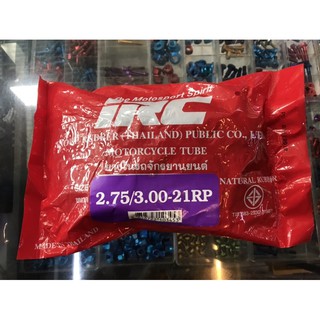 The Motosport Spirit
IRC
RUBBER (THAILAND) PUBLIC CO., LTD
MOTORCYCLE TUBE
ยางในรถจักรยานยนต์
NATURAL RUBBER
2.75/3.00-21RP
MADE IN THAILAND